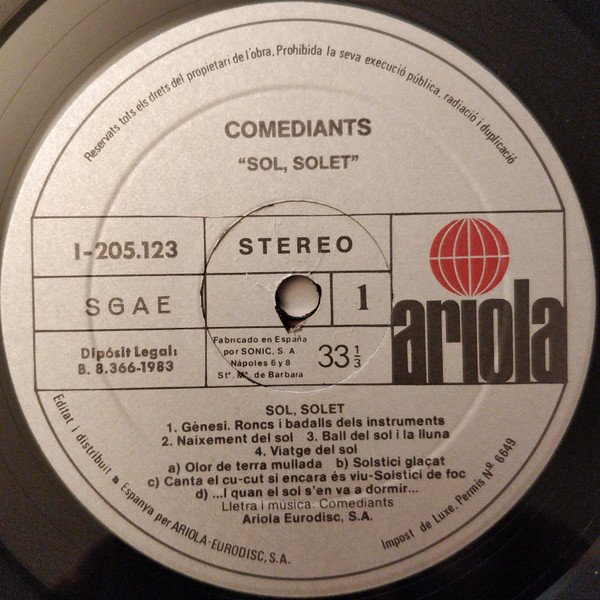 Reservats tots els drets del propietari de l'obra. Prohibida la seva execució pública, radiació i duplicació
COMEDIANTS
"SOL, SOLET"
I-205.123
STEREO
SGAE
1
ariola
Dipósit Legal:
B. 8.366-1983
Fabricado en España
por SONIC, S. A.
Nápoles 6 y 8
Stª. Mª. de Barbara
33 1/3
SOL, SOLET
1. Gènesi. Roncs i badalls dels instruments
2. Naixement del sol 3. Ball del sol i la lluna
4. Viatge del sol
a) Olor de terra mullada b) Solstici glaçat
c) Canta el cu-cut si encara és viu-Solstici de foc
d) ...I quan el sol s'en va a dormir...
Lletra i música: Comediants
Ariola Eurodisc, S.A.
Editat i distribuit a Espanya per ARIOLA-EURODISC, S.A.
Impost de Luxe. Permis Nº 6649